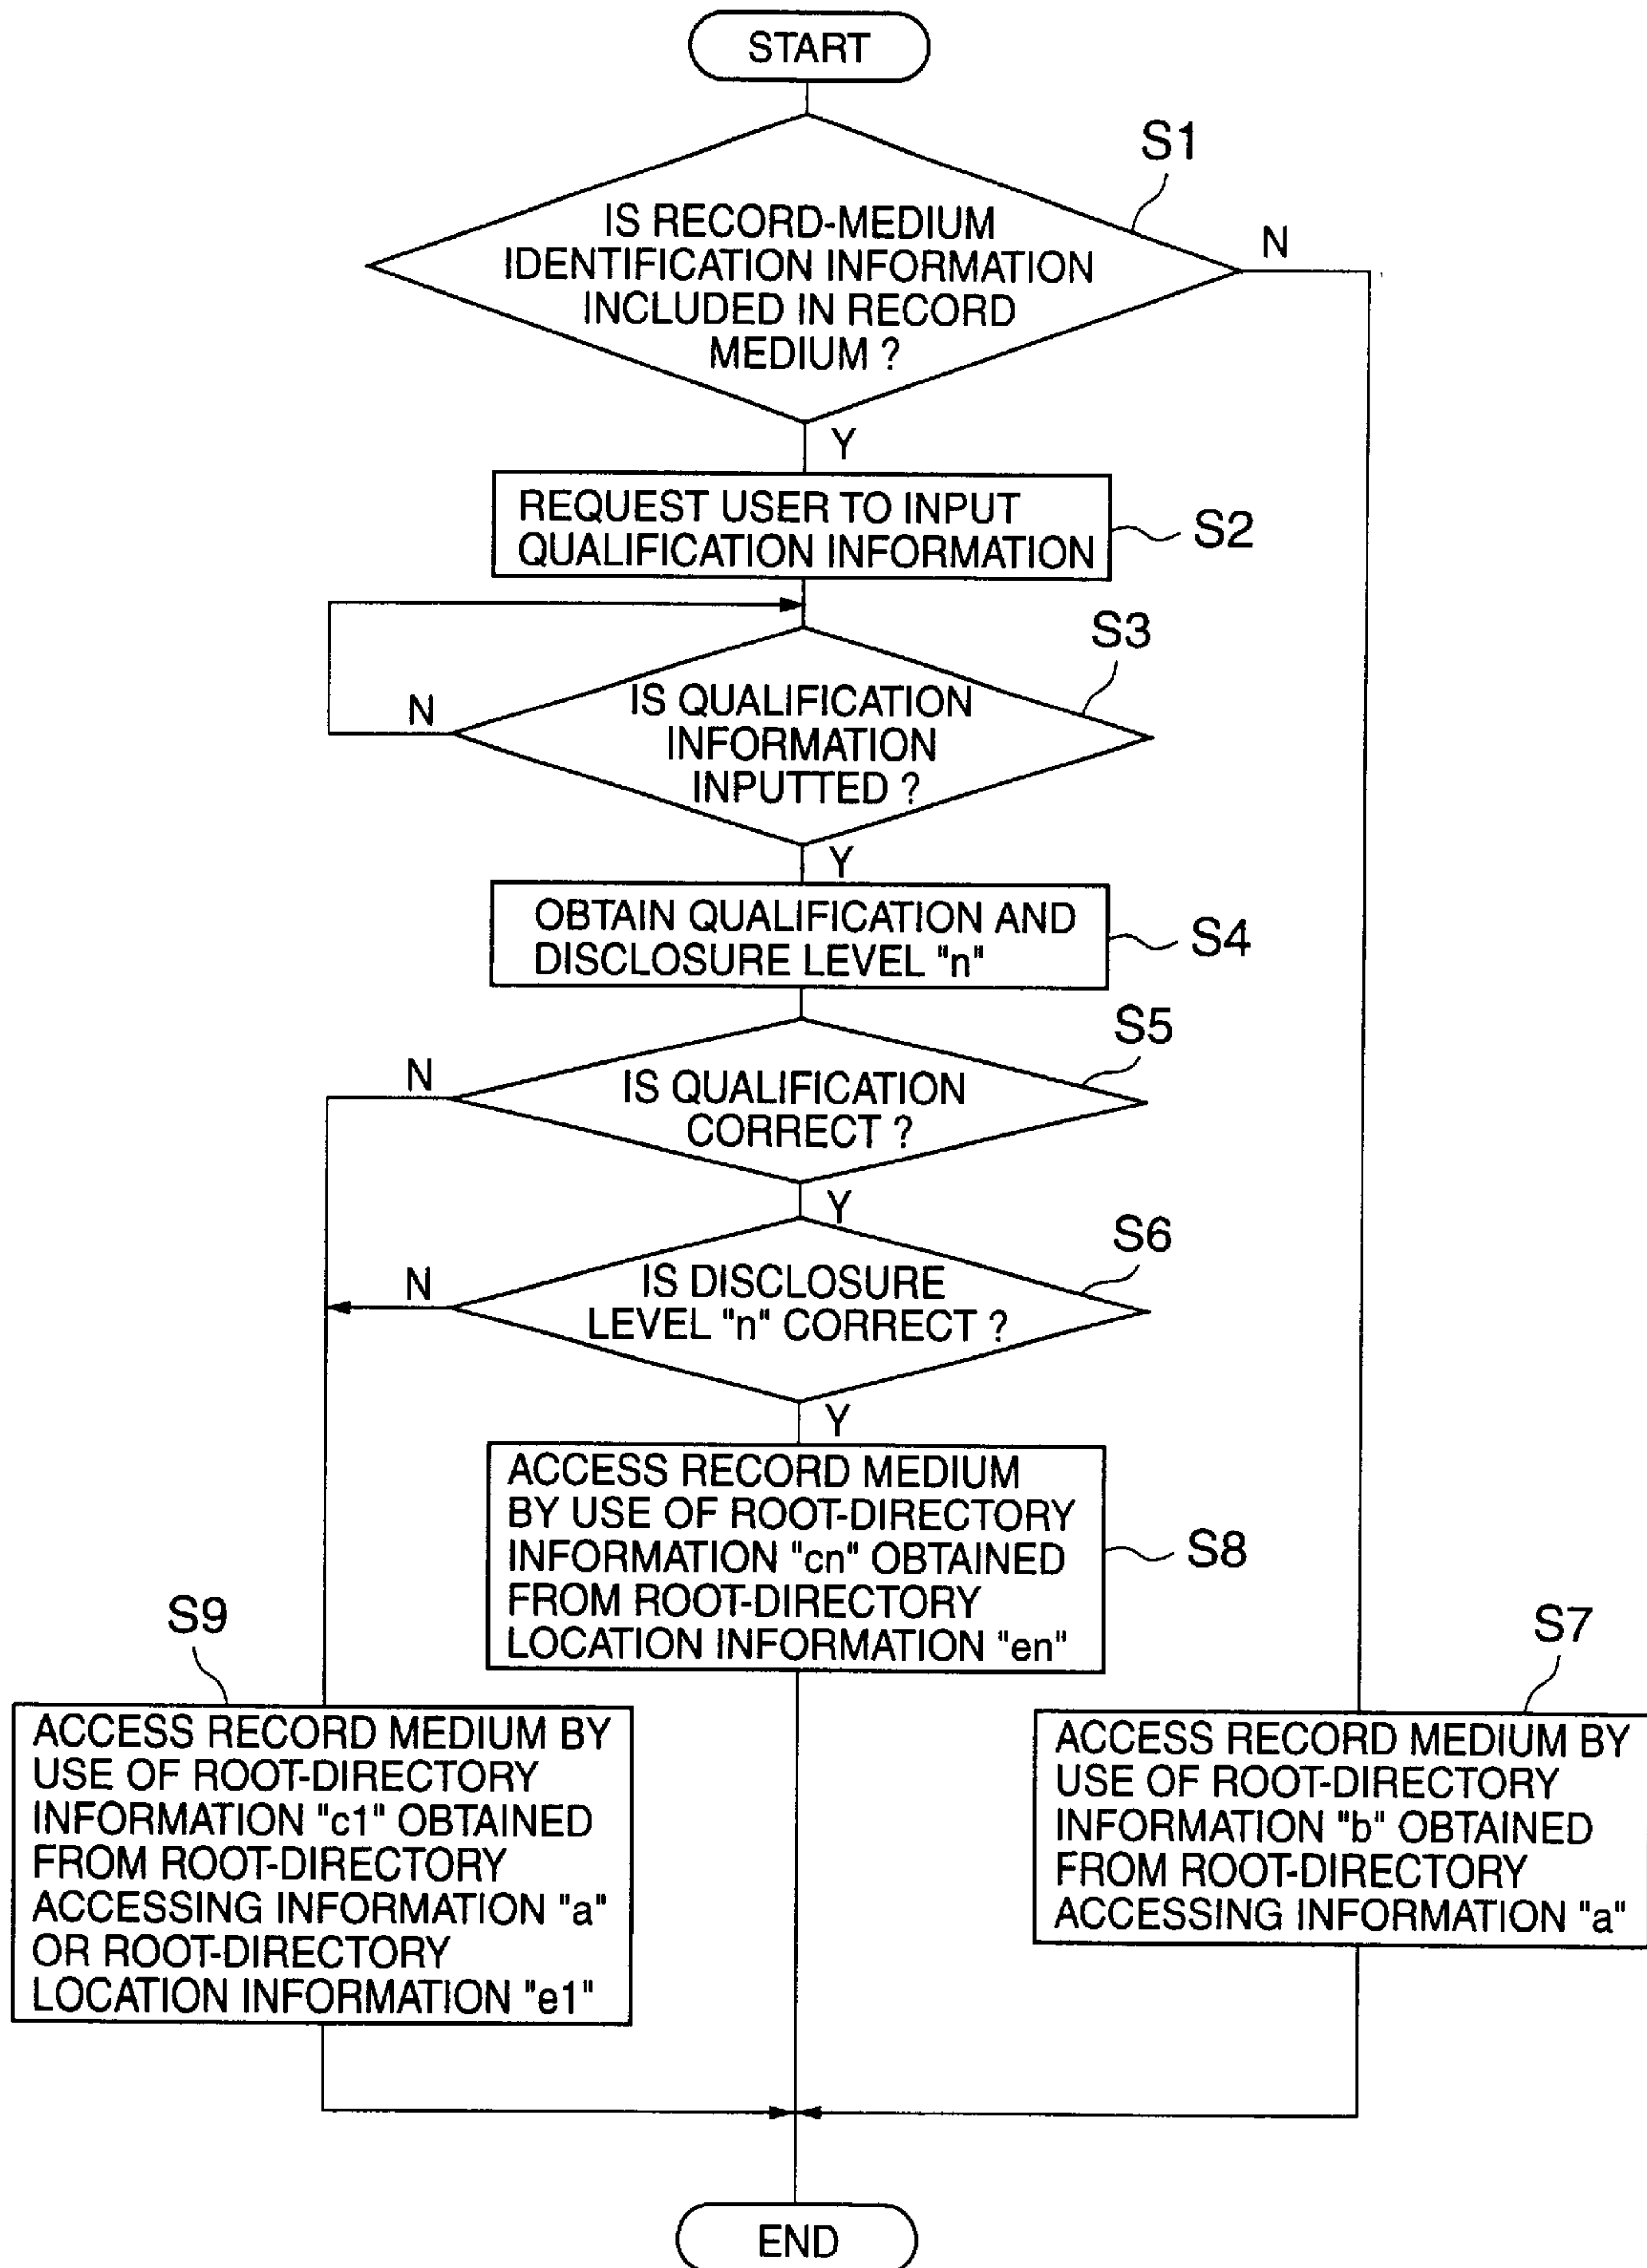 START
S1
IS RECORD-MEDIUM
IDENTIFICATION INFORMATION
INCLUDED IN RECORD
MEDIUM ?
N
Y
REQUEST USER TO INPUT
QUALIFICATION INFORMATION
S2
S3
IS QUALIFICATION
INFORMATION
INPUTTED ?
N
Y
OBTAIN QUALIFICATION AND
DISCLOSURE LEVEL "n"
S4
S5
IS QUALIFICATION
CORRECT ?
N
Y
S6
IS DISCLOSURE
LEVEL "n" CORRECT ?
N
Y
ACCESS RECORD MEDIUM
BY USE OF ROOT-DIRECTORY
INFORMATION "cn" OBTAINED
FROM ROOT-DIRECTORY
LOCATION INFORMATION "en"
S8
S9
ACCESS RECORD MEDIUM BY
USE OF ROOT-DIRECTORY
INFORMATION "c1" OBTAINED
FROM ROOT-DIRECTORY
ACCESSING INFORMATION "a"
OR ROOT-DIRECTORY
LOCATION INFORMATION "e1"
S7
ACCESS RECORD MEDIUM BY
USE OF ROOT-DIRECTORY
INFORMATION "b" OBTAINED
FROM ROOT-DIRECTORY
ACCESSING INFORMATION "a"
END